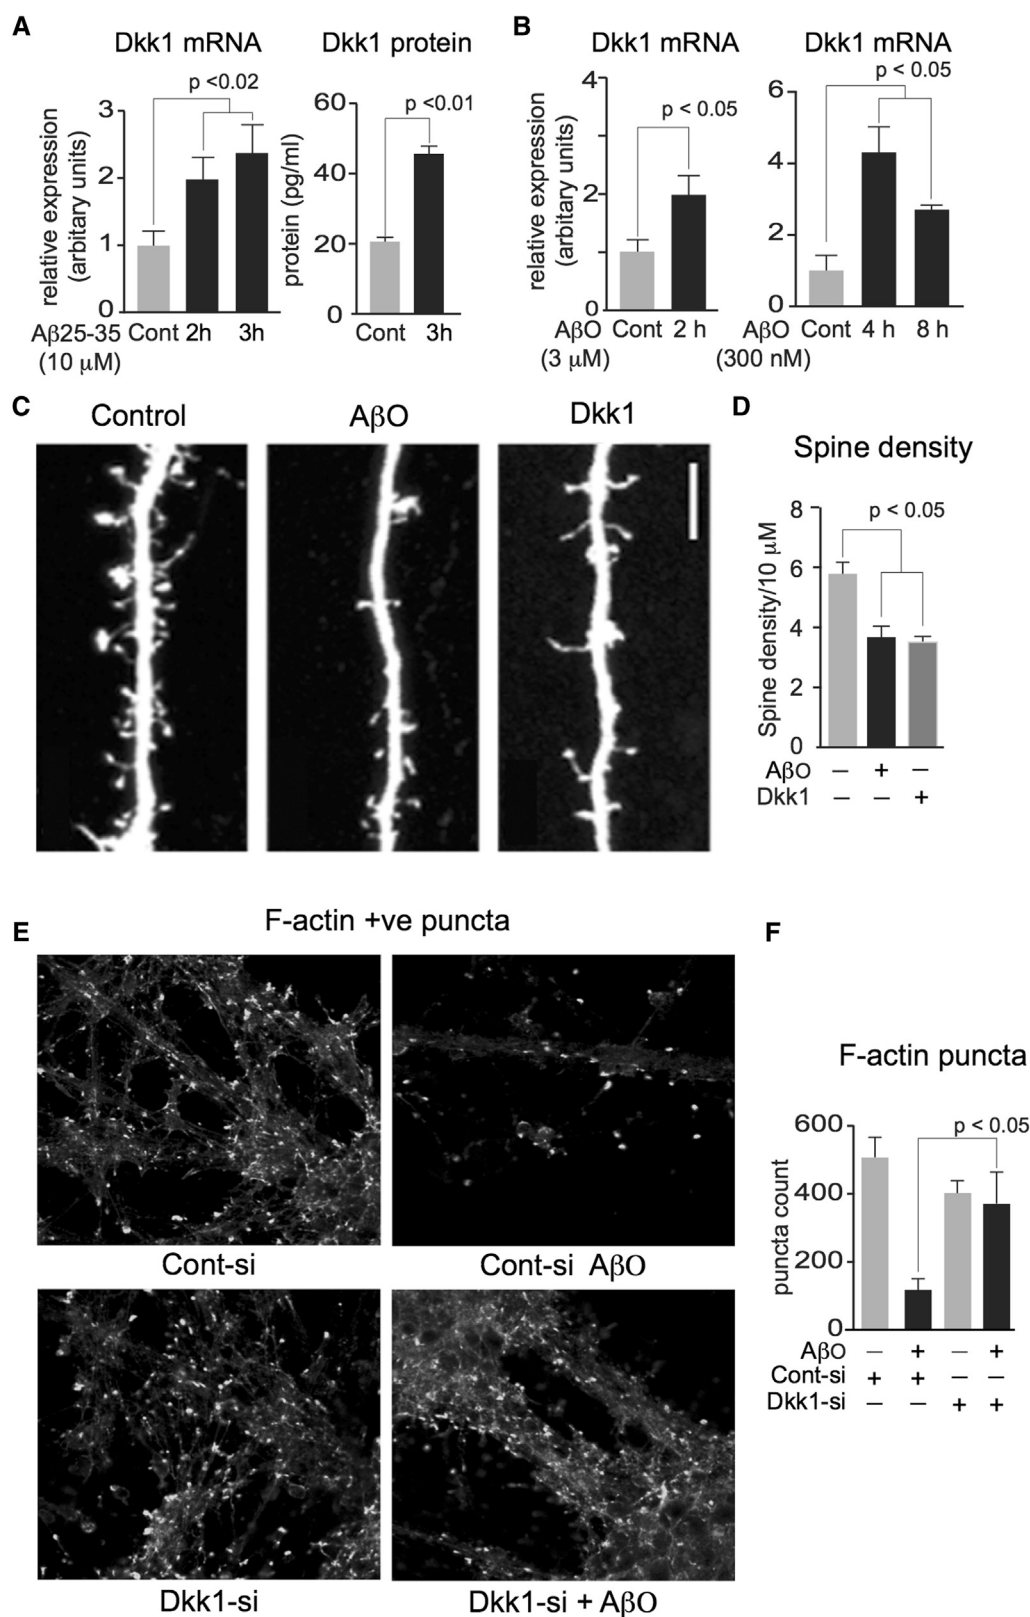 A
Dkk1 mRNA
p <0.02
relative expression
(arbitary units)
3
2
1
0
Aβ25-35 Cont 2h 3h
(10 μM)
Dkk1 protein
p <0.01
protein (pg/ml)
60
40
20
0
Cont 3h
B
Dkk1 mRNA
p < 0.05
relative expression
(arbitary units)
4
2
0
AβO Cont 2 h
(3 μM)
Dkk1 mRNA
p < 0.05
6
4
2
0
AβO Cont 4 h 8 h
(300 nM)
C
Control
AβO
Dkk1
D
Spine density
p < 0.05
Spine density/10 μM
8
6
4
2
0
AβO – + –
Dkk1 – – +
E
F-actin +ve puncta
Cont-si
Cont-si AβO
Dkk1-si
Dkk1-si + AβO
F
F-actin puncta
p < 0.05
puncta count
600
400
200
0
AβO – + – +
Cont-si + + – –
Dkk1-si – – + +